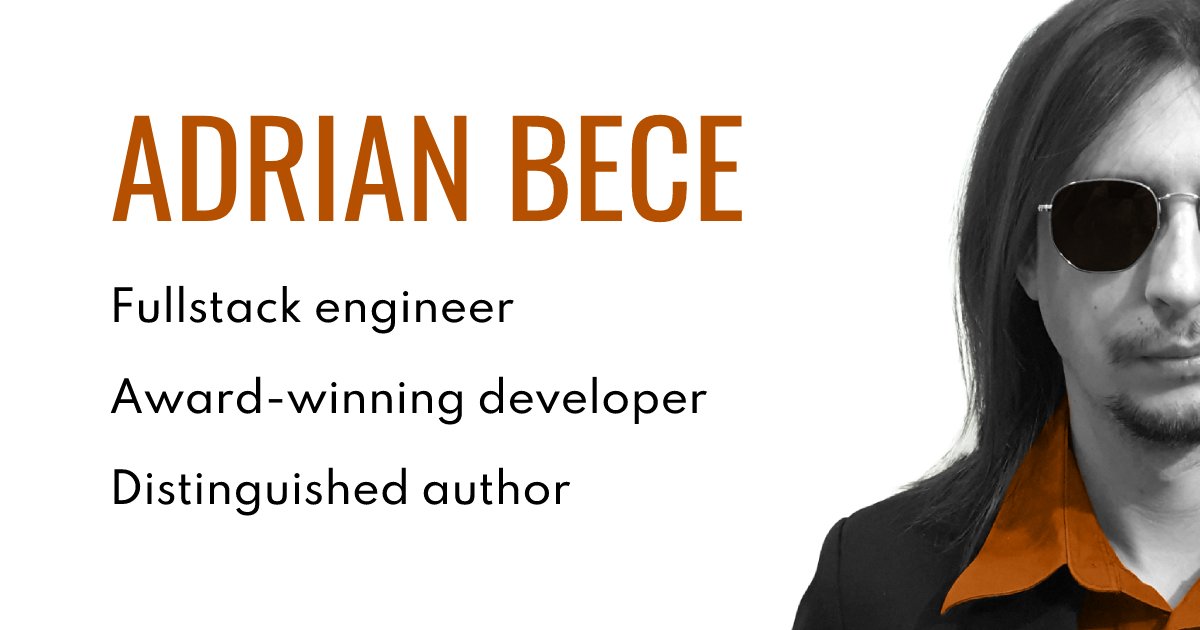 ADRIAN BECE
Fullstack engineer
Award-winning developer
Distinguished author